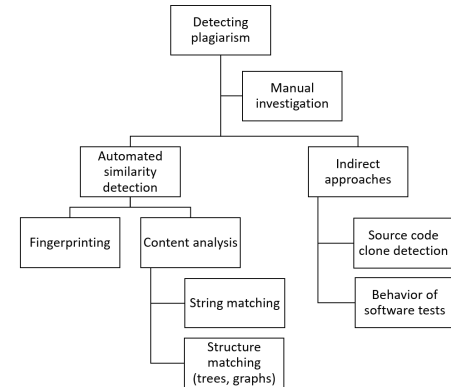 Detecting
plagiarism
Manual
investigation
Automated
similarity
detection
Indirect
approaches
Fingerprinting
Content analysis
Source code
clone detection
String matching
Behavior of
software tests
Structure
matching
(trees, graphs)